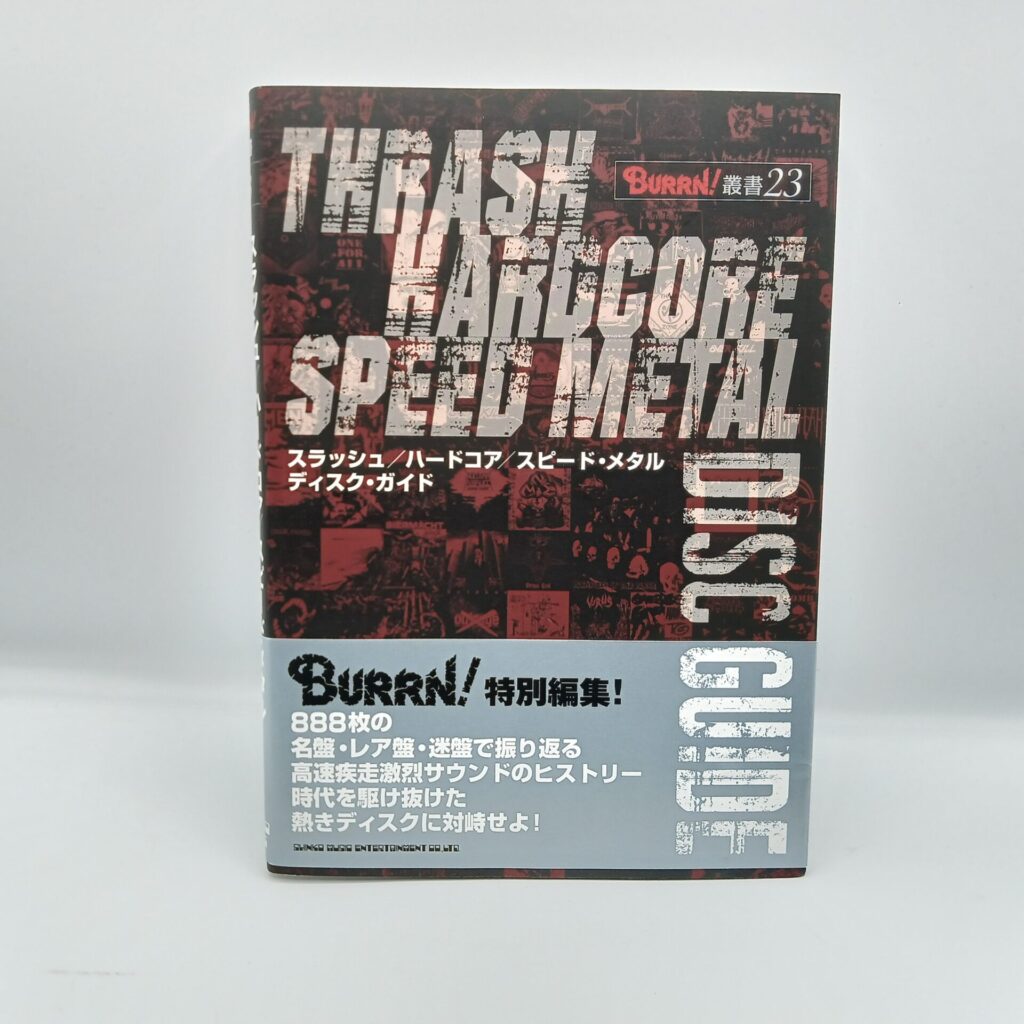 THRASH
BURRN! 叢書23
HARDCORE
SPEED METAL
スラッシュ／ハードコア／スピード・メタル
ディスク・ガイド
DISC GUIDE
BURRN! 特別編集!
888枚の
名盤・レア盤・迷盤で振り返る
高速疾走激烈サウンドのヒストリー
時代を駆け抜けた
熱きディスクに対峙せよ!
SHINKO MUSIC ENTERTAINMENT CO.,LTD.
ONE
FOR
ALL
VIRUS